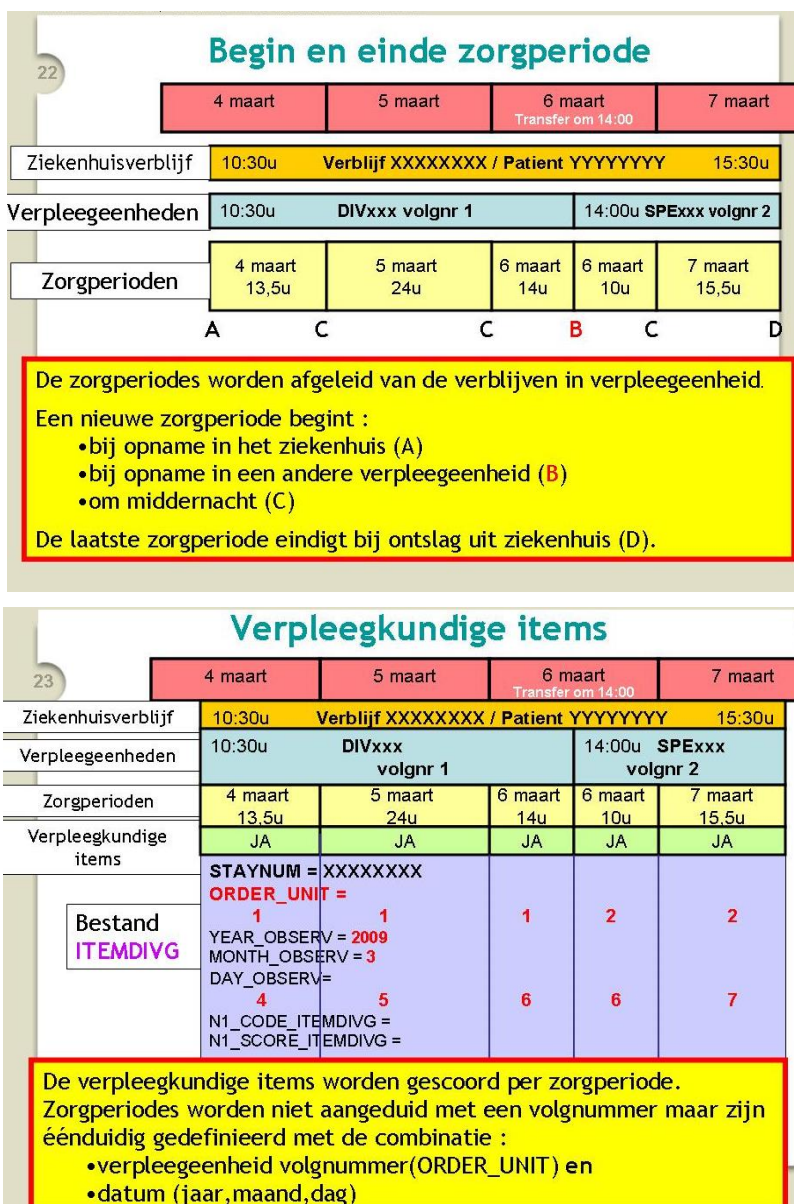 Begin en einde zorgperiode
22
4 maart 5 maart 6 maart 7 maart
Transfer om 14:00
Ziekenhuisverblijf 10:30u Verblijf XXXXXXXX / Patient YYYYYYYY 15:30u
Verpleegeenheden 10:30u DIVxxx volgnr 1 14:00u SPExxx volgnr 2
Zorgperioden 4 maart 5 maart 6 maart 6 maart 7 maart
13,5u 24u 14u 10u 15,5u
A C C B C D
De zorgperiodes worden afgeleid van de verblijven in verpleegeenheid.
Een nieuwe zorgperiode begint :
•bij opname in het ziekenhuis (A)
•bij opname in een andere verpleegeenheid (B)
•om middernacht (C)
De laatste zorgperiode eindigt bij ontslag uit ziekenhuis (D).
Verpleegkundige items
23
4 maart 5 maart 6 maart 7 maart
Transfer om 14:00
Ziekenhuisverblijf 10:30u Verblijf XXXXXXXX / Patient YYYYYYYY 15:30u
Verpleegeenheden 10:30u DIVxxx 14:00u SPExxx
volgnr 1 volgnr 2
Zorgperioden 4 maart 5 maart 6 maart 6 maart 7 maart
13,5u 24u 14u 10u 15,5u
Verpleegkundige items JA JA JA JA JA
STAYNUM = XXXXXXXX
ORDER_UNIT =
1 1 1 2 2
Bestand
ITEMDIVG
YEAR_OBSERV = 2009
MONTH_OBSERV = 3
DAY_OBSERV=
4 5 6 6 7
N1_CODE_ITEMDIVG =
N1_SCORE_ITEMDIVG =
De verpleegkundige items worden gescoord per zorgperiode.
Zorgperiodes worden niet aangeduid met een volgnummer maar zijn
éénduidig gedefinieerd met de combinatie :
•verpleegeenheid volgnummer(ORDER_UNIT) en
•datum (jaar,maand,dag)